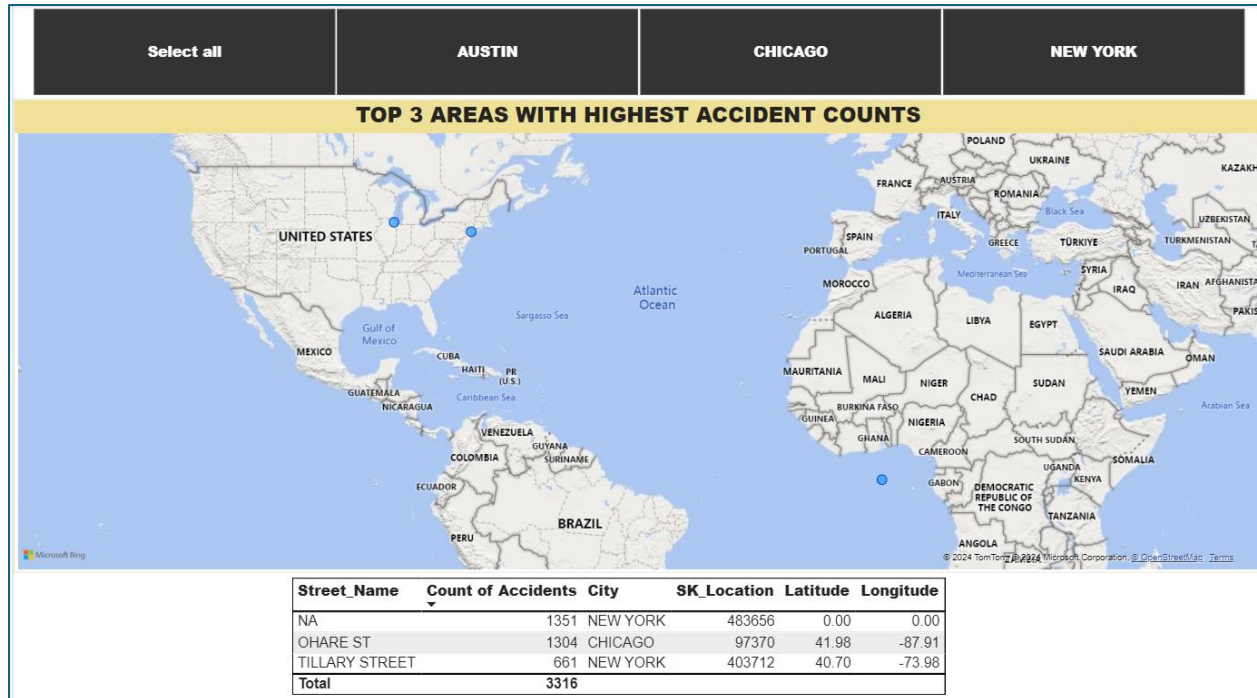 Select all AUSTIN CHICAGO NEW YORK
TOP 3 AREAS WITH HIGHEST ACCIDENT COUNTS
POLAND
UKRAINE
KAZAKH
FRANCE
AUSTRIA
ROMANIA
ITALY
Black Sea
UZBEKISTAN
UNITED STATES
SPAIN
PORTUGAL
GREECE
TÜRKIYE
TURKMENISTAN
Mediterranean Sea
SYRIA
MOROCCO
IRAQ
IRAN
AFGHANISTA
Atlantic
Ocean
PAKIS
Sargasso Sea
ALGERIA
LIBYA
EGYPT
Gulf of
Mexico
MEXICO
CUBA
HAITI
PR
(U.S.)
SAUDI ARABIA
OMAN
MAURITANIA
MALI
NIGER
CHAD
SUDAN
YEMEN
GUATEMALA
Caribbean Sea
NICARAGUA
BURKINA FASO
Arabian Sea
GUINEA
NIGERIA
VENEZUELA
GUYANA
SURINAME
GHANA
SOUTH SUDAN
CAMEROON
COLOMBIA
SOMALIA
UGANDA
KENYA
ECUADOR
GABON
DEMOCRATIC
REPUBLIC OF
THE CONGO
TANZANIA
BRAZIL
PERU
ANGOLA
Microsoft Bing
© 2024 TomTom, © 2024 Microsoft Corporation, © OpenStreetMap Terms
Street_Name Count of Accidents City SK_Location Latitude Longitude
NA 1351 NEW YORK 483656 0.00 0.00
OHARE ST 1304 CHICAGO 97370 41.98 -87.91
TILLARY STREET 661 NEW YORK 403712 40.70 -73.98
Total 3316